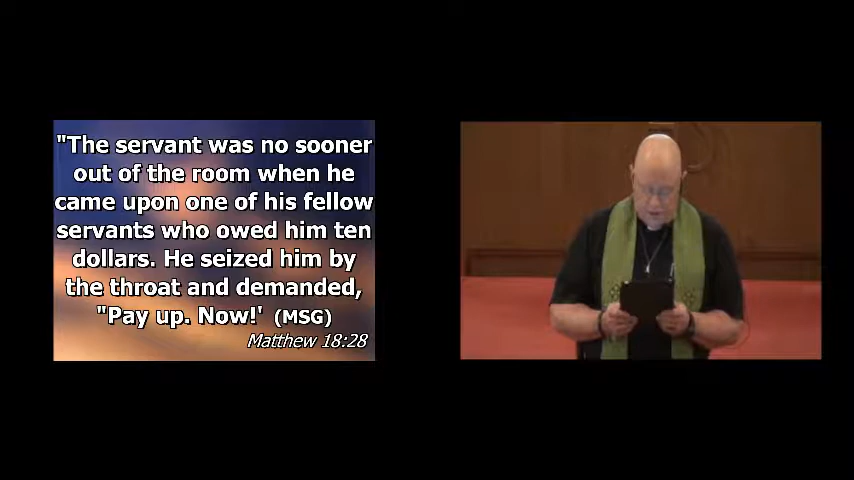 "The servant was no sooner
out of the room when he
came upon one of his fellow
servants who owed him ten
dollars. He seized him by
the throat and demanded,
"Pay up. Now!' (MSG)
Matthew 18:28